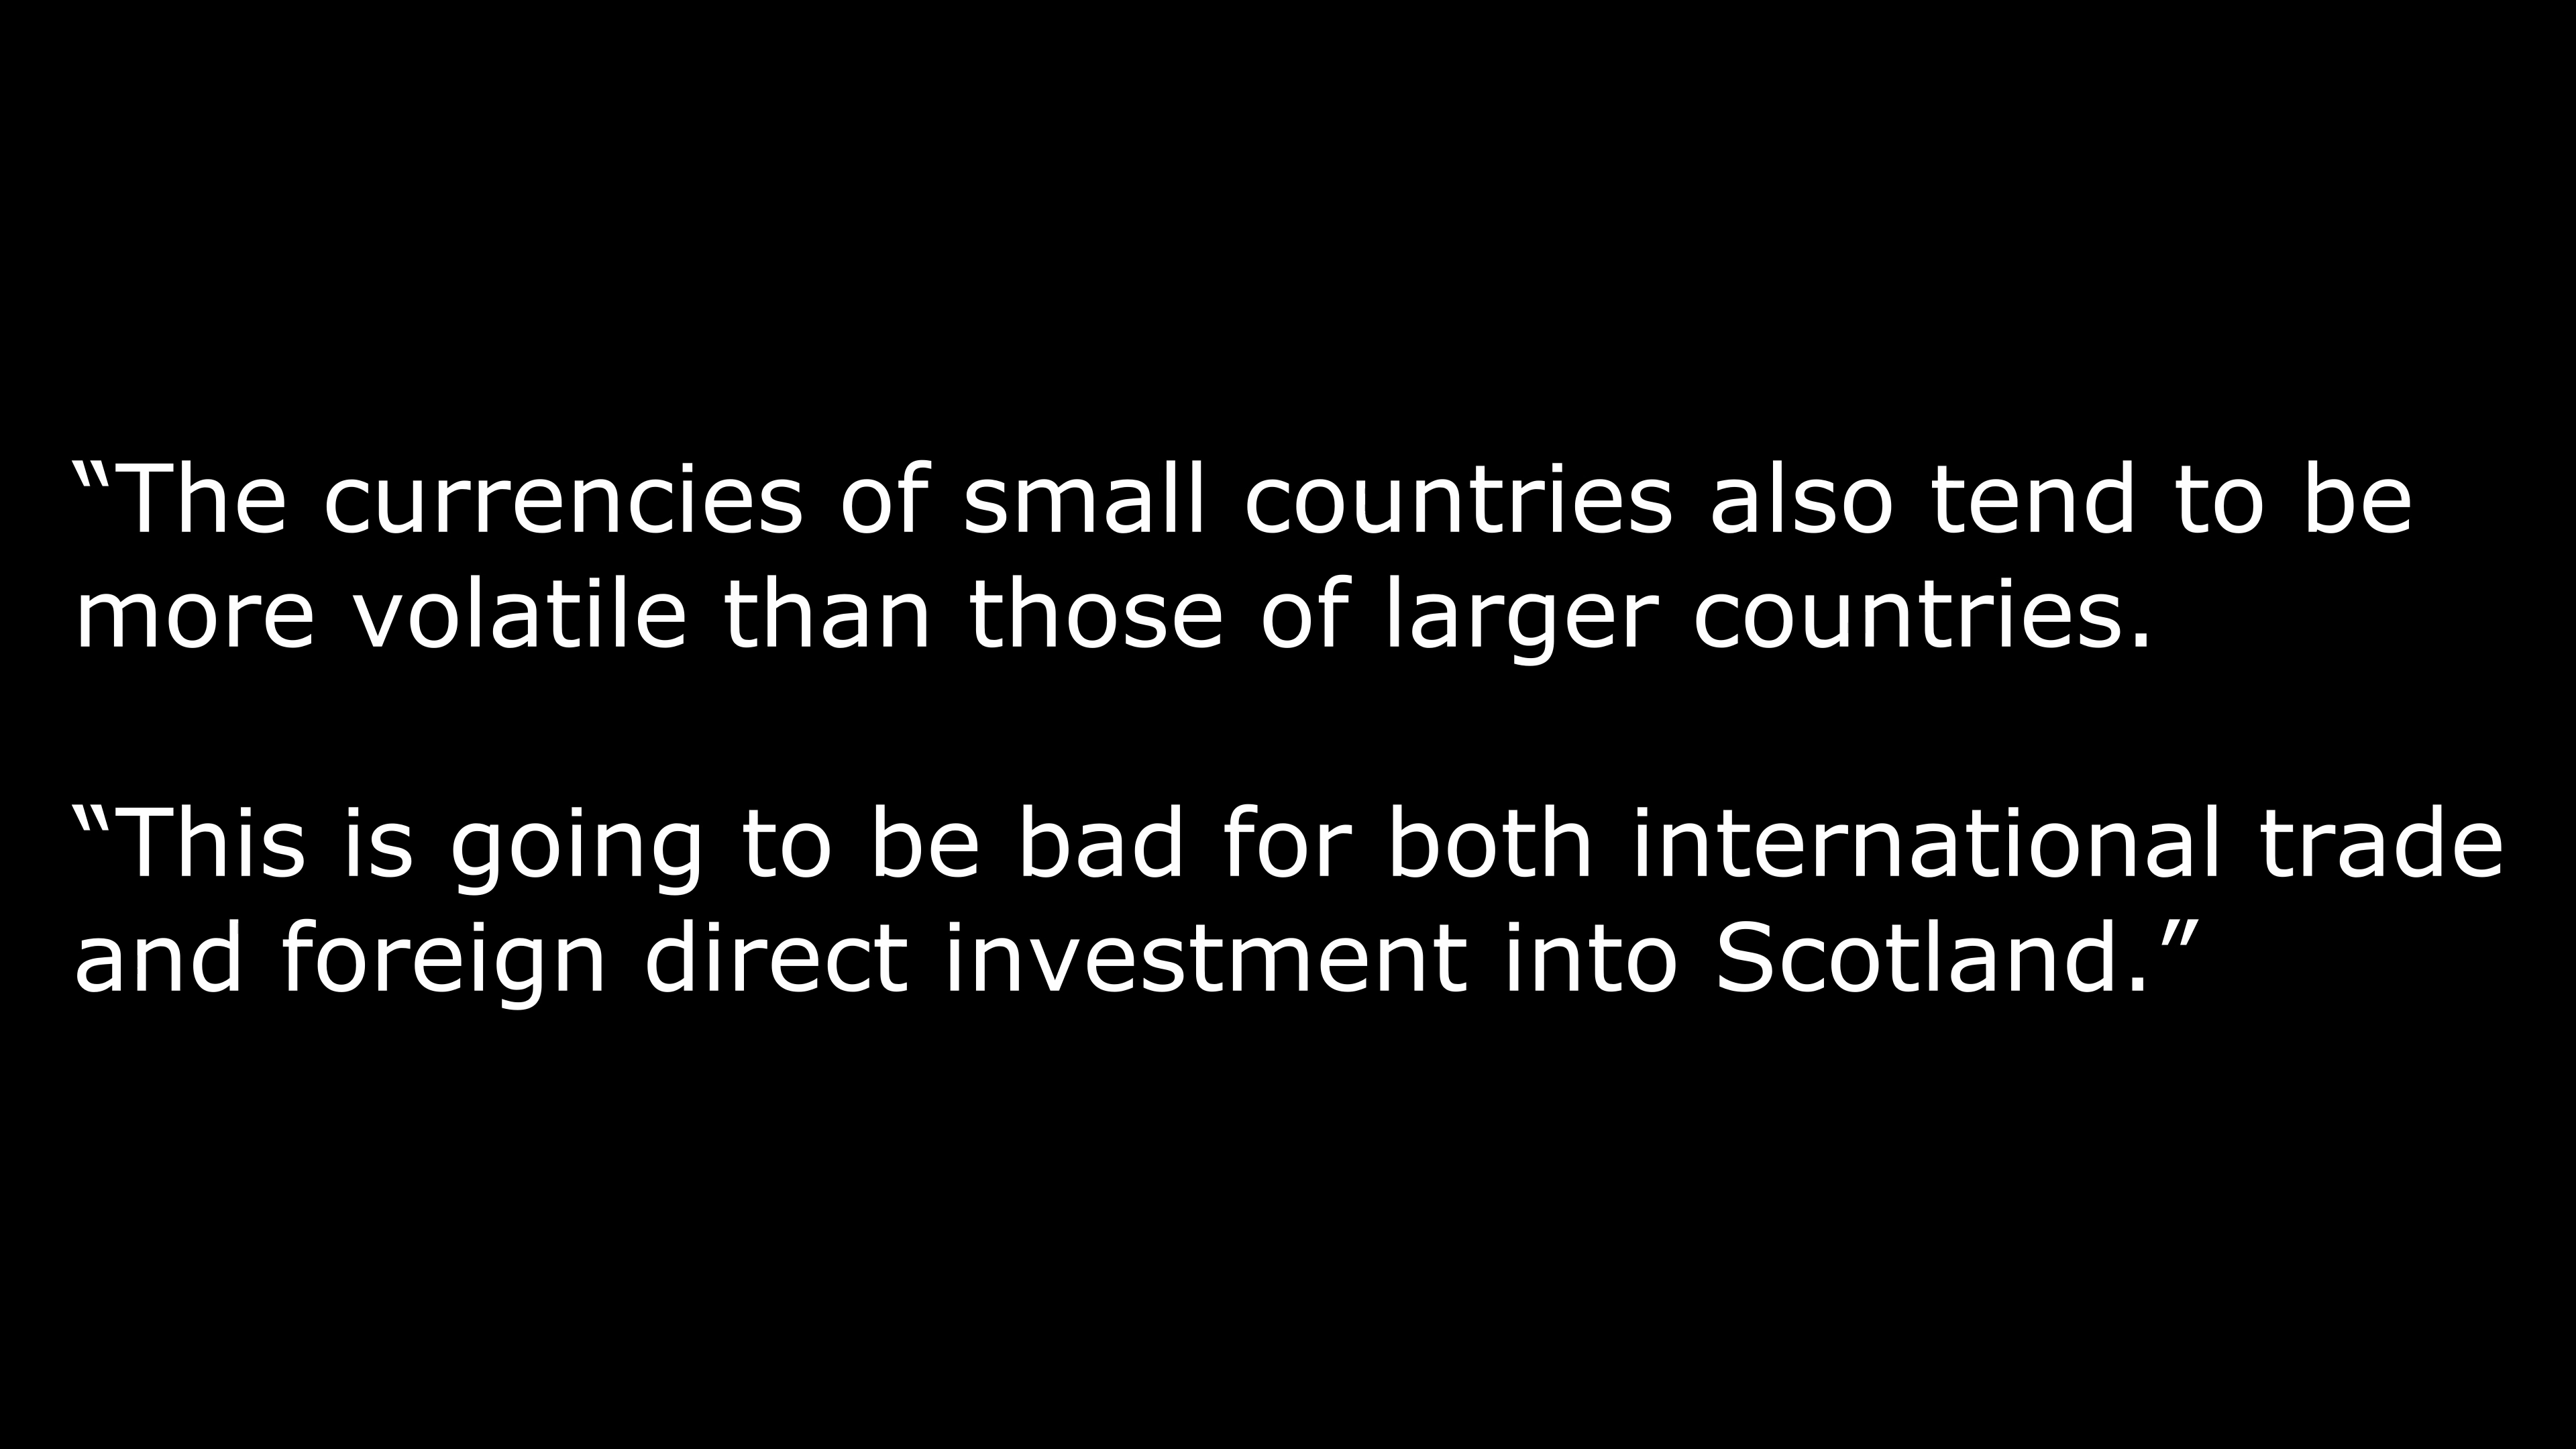 “The currencies of small countries also tend to be
more volatile than those of larger countries.
“This is going to be bad for both international trade
and foreign direct investment into Scotland.”